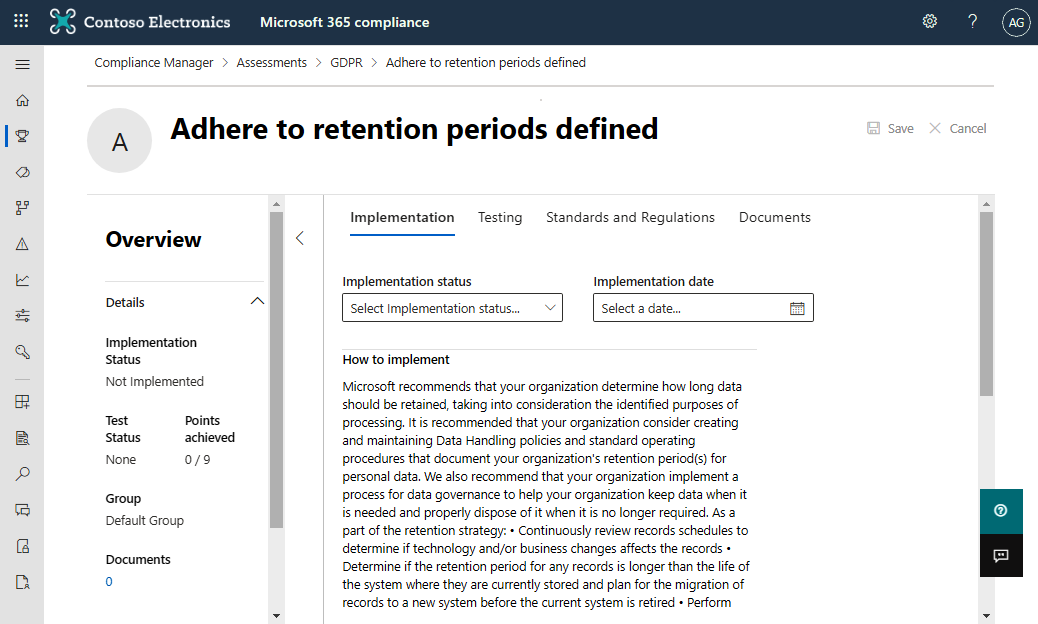 Contoso Electronics Microsoft 365 compliance ? AG
Compliance Manager > Assessments > GDPR > Adhere to retention periods defined
A
Adhere to retention periods defined
Save Cancel
Overview
Details
Implementation
Status
Not Implemented
Test Points
Status achieved
None 0 / 9
Group
Default Group
Documents
0
Implementation Testing Standards and Regulations Documents
Implementation status Implementation date
Select Implementation status... Select a date...
How to implement
Microsoft recommends that your organization determine how long data
should be retained, taking into consideration the identified purposes of
processing. It is recommended that your organization consider creating
and maintaining Data Handling policies and standard operating
procedures that document your organization's retention period(s) for
personal data. We also recommend that your organization implement a
process for data governance to help your organization keep data when it
is needed and properly dispose of it when it is no longer required. As a
part of the retention strategy: • Continuously review records schedules to
determine if technology and/or business changes affects the records •
Determine if the retention period for any records is longer than the life of
the system where they are currently stored and plan for the migration of
records to a new system before the current system is retired • Perform